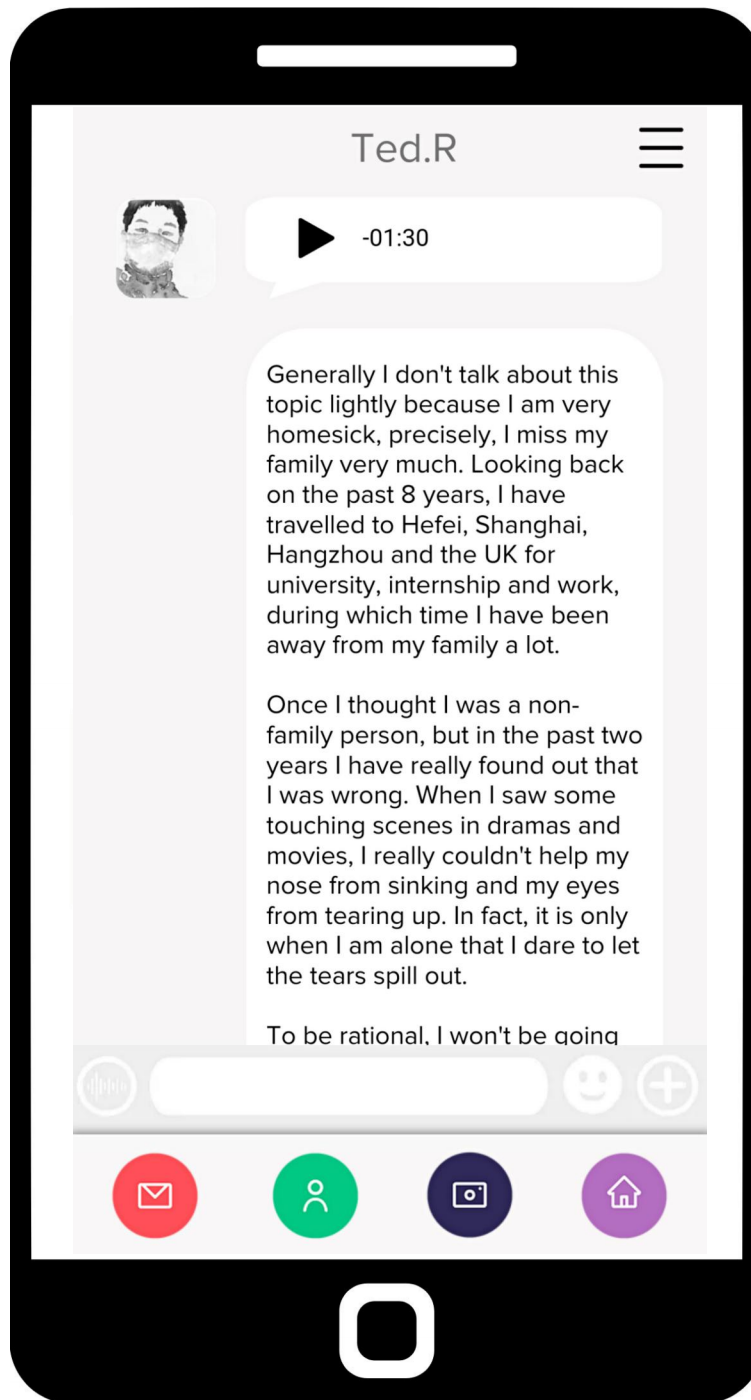 Ted.R
-01:30
Generally I don't talk about this
topic lightly because I am very
homesick, precisely, I miss my
family very much. Looking back
on the past 8 years, I have
travelled to Hefei, Shanghai,
Hangzhou and the UK for
university, internship and work,
during which time I have been
away from my family a lot.
Once I thought I was a non-
family person, but in the past two
years I have really found out that
I was wrong. When I saw some
touching scenes in dramas and
movies, I really couldn't help my
nose from sinking and my eyes
from tearing up. In fact, it is only
when I am alone that I dare to let
the tears spill out.
To be rational, I won't be going